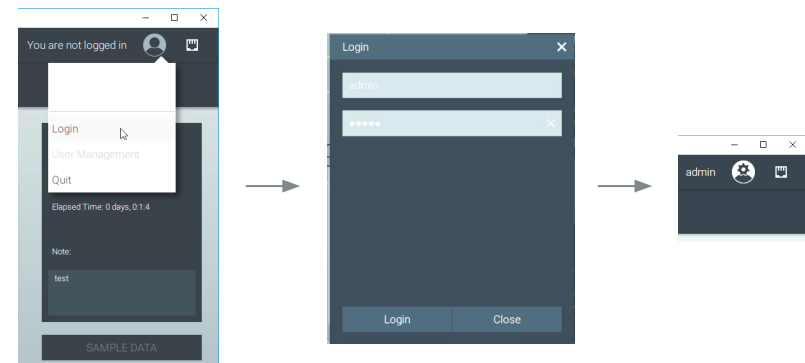 You are not logged in
Login
User Management
Quit
Elapsed Time: 0 days, 0:1:4
Note:
test
SAMPLE DATA
Login
admin
•••••
Login Close
admin